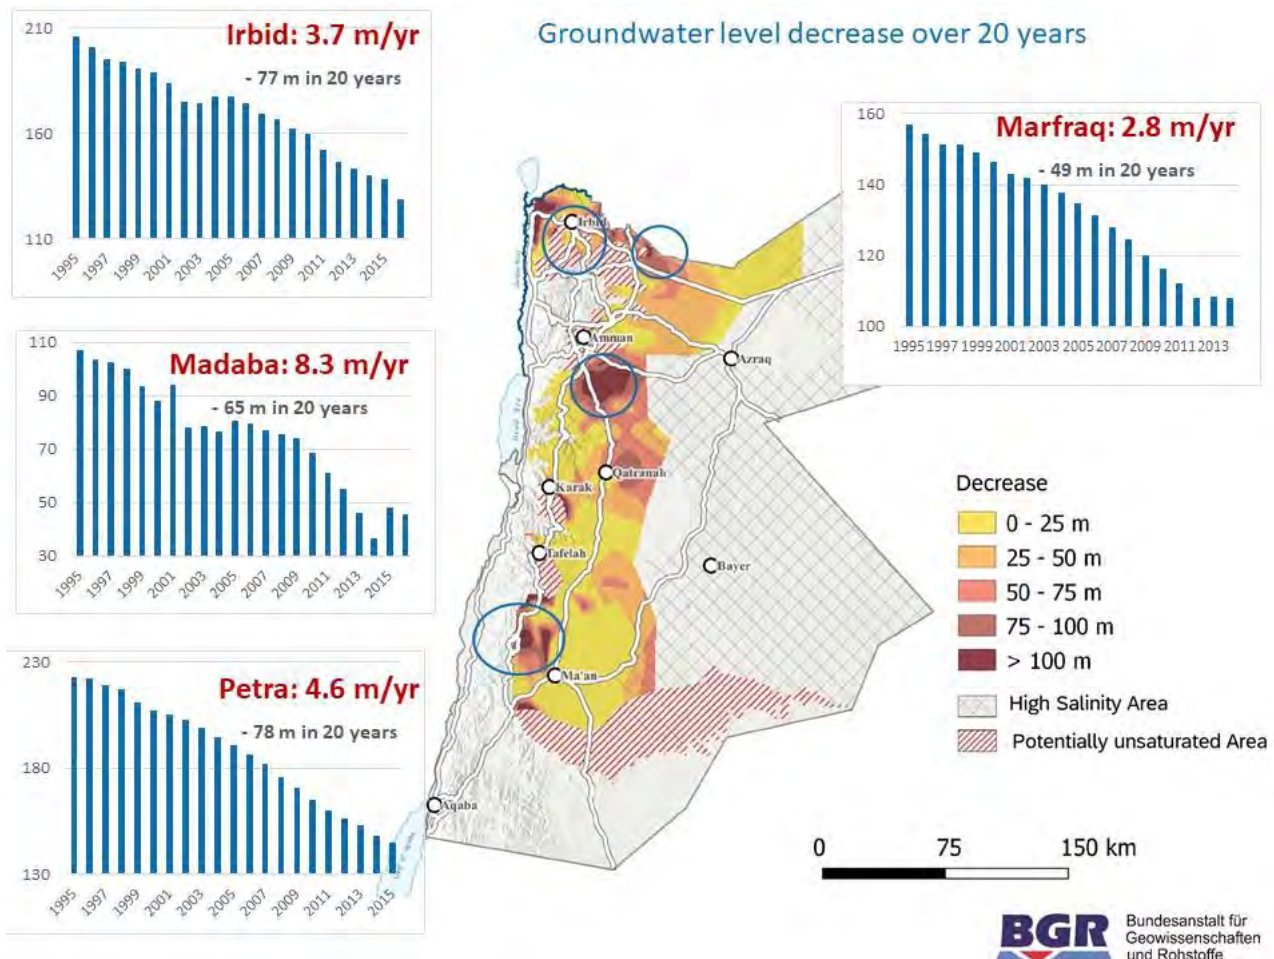 Groundwater level decrease over 20 years
Irbid: 3.7 m/yr
- 77 m in 20 years
210
160
110
1995 1997 1999 2001 2003 2005 2007 2009 2011 2013 2015
Madaba: 8.3 m/yr
- 65 m in 20 years
110
90
70
50
30
1995 1997 1999 2001 2003 2005 2007 2009 2011 2013 2015
Petra: 4.6 m/yr
- 78 m in 20 years
230
180
130
1995 1997 1999 2001 2003 2005 2007 2009 2011 2013 2015
Marfraq: 2.8 m/yr
- 49 m in 20 years
160
140
120
100
1995 1997 1999 2001 2003 2005 2007 2009 2011 2013
Irbid
Amman
Azraq
Dead Sea
Qatranah
Karak
Tafelah
Bayer
Ma'an
Aqaba
Decrease
0 - 25 m
25 - 50 m
50 - 75 m
75 - 100 m
> 100 m
High Salinity Area
Potentially unsaturated Area
0 75 150 km
BGR
Bundesanstalt für
Geowissenschaften
und Rohstoffe